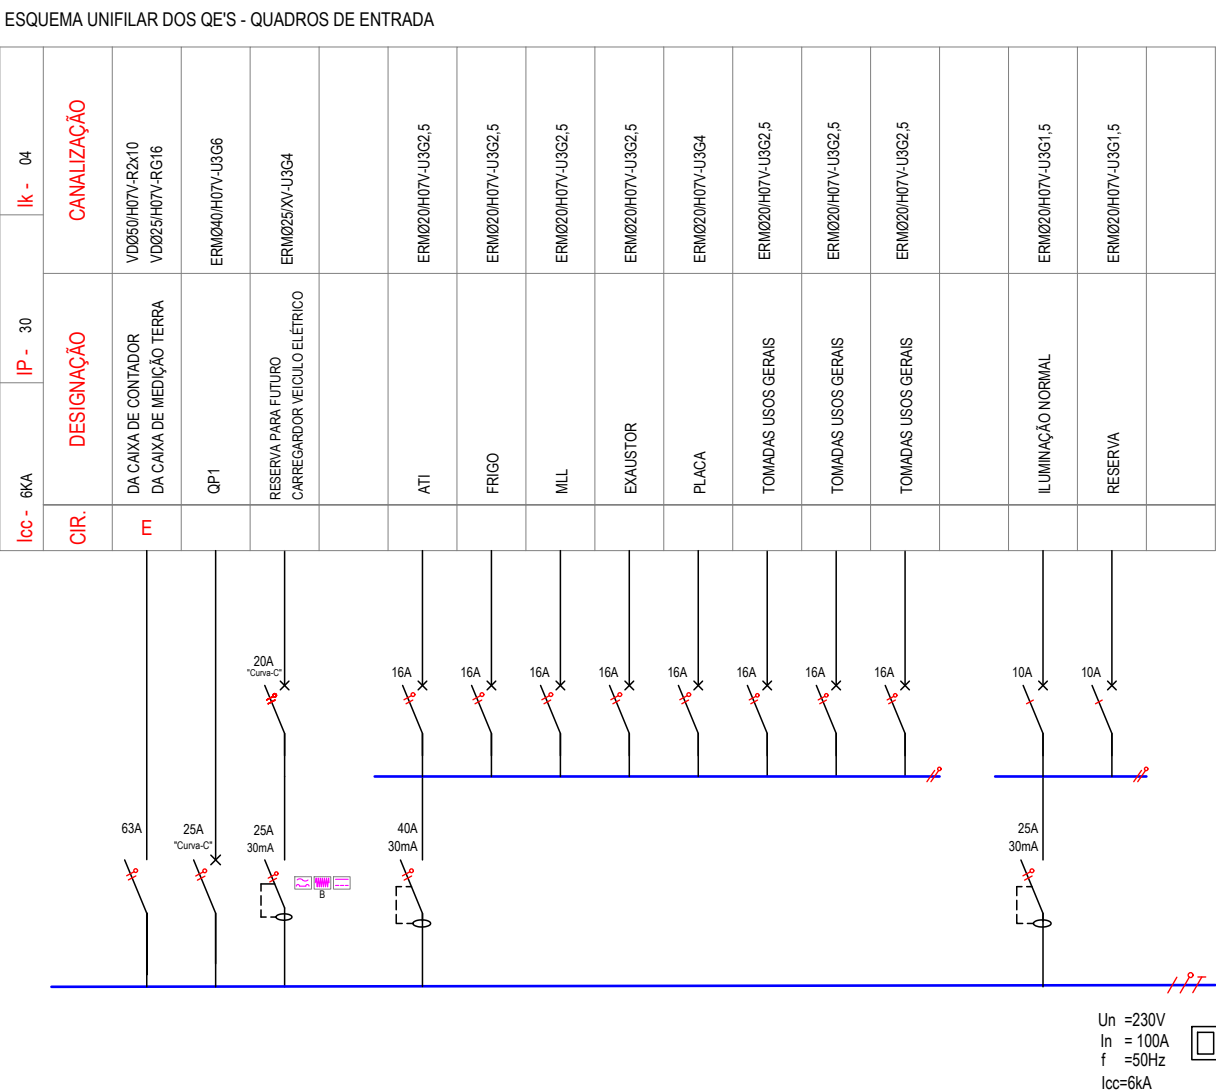 ESQUEMA UNIFILAR DOS QE'S - QUADROS DE ENTRADA
Ik - 04
IP - 30
Icc - 6KA
CANALIZAÇÃO
DESIGNAÇÃO
CIR.
VDØ50/H07V-R2x10
VDØ25/H07V-RG16
DA CAIXA DE CONTADOR
DA CAIXA DE MEDIÇÃO TERRA
E
ERMØ40/H07V-U3G6
QP1
ERMØ25/XV-U3G4
RESERVA PARA FUTURO
CARREGARDOR VEICULO ELÉTRICO
ERMØ20/H07V-U3G2,5
ATI
ERMØ20/H07V-U3G2,5
FRIGO
ERMØ20/H07V-U3G2,5
MLL
ERMØ20/H07V-U3G2,5
EXAUSTOR
ERMØ20/H07V-U3G4
PLACA
ERMØ20/H07V-U3G2,5
TOMADAS USOS GERAIS
ERMØ20/H07V-U3G2,5
TOMADAS USOS GERAIS
ERMØ20/H07V-U3G2,5
TOMADAS USOS GERAIS
ERMØ20/H07V-U3G1,5
ILUMINAÇÃO NORMAL
ERMØ20/H07V-U3G1,5
RESERVA
20A
"Curva-C"
16A
16A
16A
16A
16A
16A
16A
16A
10A
10A
63A
25A
"Curva-C"
25A
30mA
B
40A
30mA
25A
30mA
Un =230V
In = 100A
f =50Hz
Icc=6kA